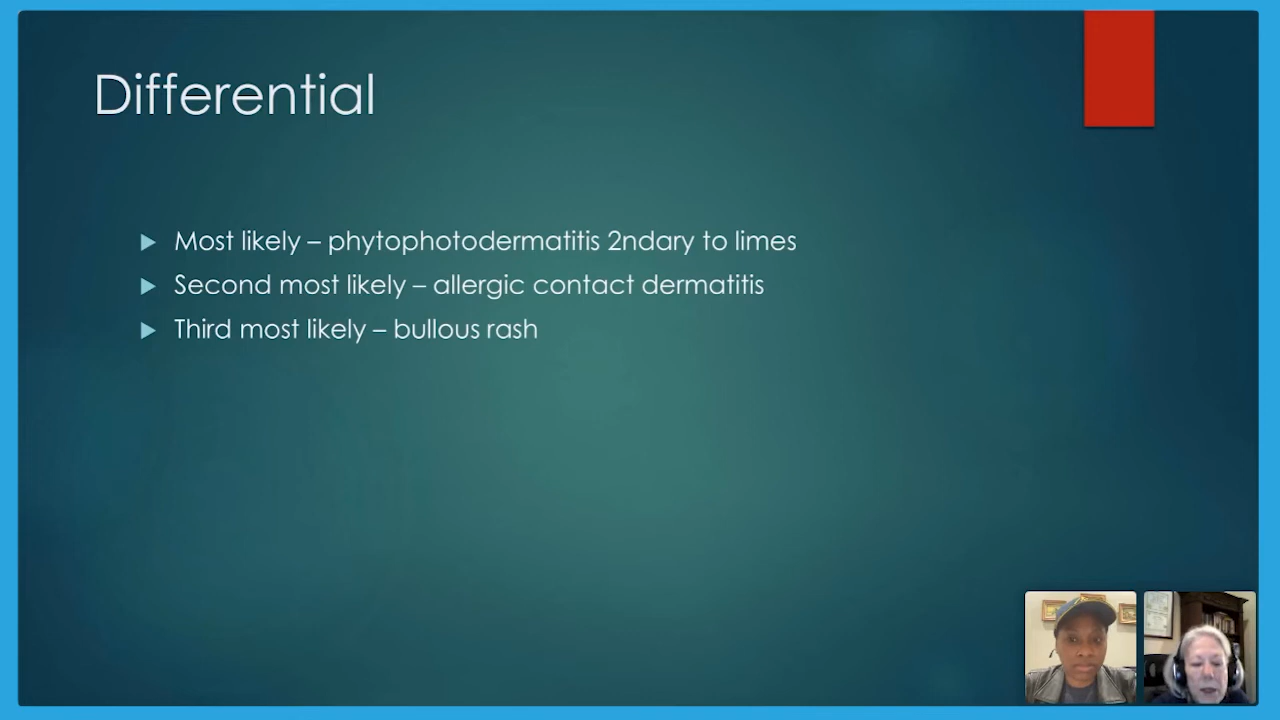 Differential
Most likely – phytophotodermatitis 2ndary to limes
Second most likely – allergic contact dermatitis
Third most likely – bullous rash